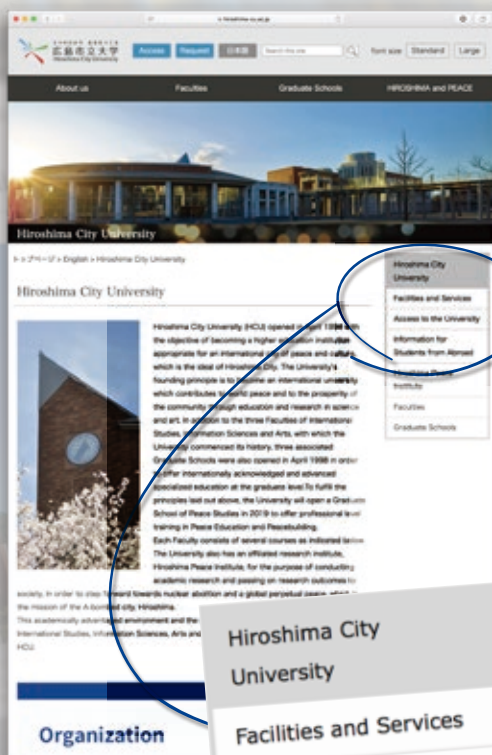 広島市立大学
Hiroshima City University
Access
Request
日本語
Search this site
font size
Standard
Large
About us
Faculties
Graduate Schools
HIROSHIMA and PEACE
Hiroshima City University
トップページ > English > Hiroshima City University
Hiroshima City University
Hiroshima City University (HCU) opened in April 1994 with
the objective of becoming a higher education institution
appropriate for an international city of peace and culture,
which is the ideal of Hiroshima City. The University's
founding principle is to become an international university
which contributes to world peace and to the prosperity of
the community through education and research in science
and art. In addition to the three Faculties of International
Studies, Information Sciences and Arts, with which the
University commenced its history, three associated
Graduate Schools were also opened in April 1998 in order
to offer internationally acknowledged and advanced
specialized education at the graduate level.To fulfill the
principles laid out above, the University will open a Graduate
School of Peace Studies in 2019 to offer professional level
training in Peace Education and Peacebuilding.
Each Faculty consists of several courses as indicated below.
The University also has an affiliated research institute,
Hiroshima Peace Institute, for the purpose of conducting
academic research and passing on research outcomes to
society, in order to step forward towards nuclear abolition and a global perpetual peace, which is
the mission of the A-bombed city, Hiroshima.
This academically advantaged environment and the
International Studies, Information Sciences, Arts and
HCU.
Hiroshima City
University
Facilities and Services
Access to the University
Information for
Students from Abroad
Hiroshima Peace
Institute
Faculties
Graduate Schools
Organization
Hiroshima City
University
Facilities and Services